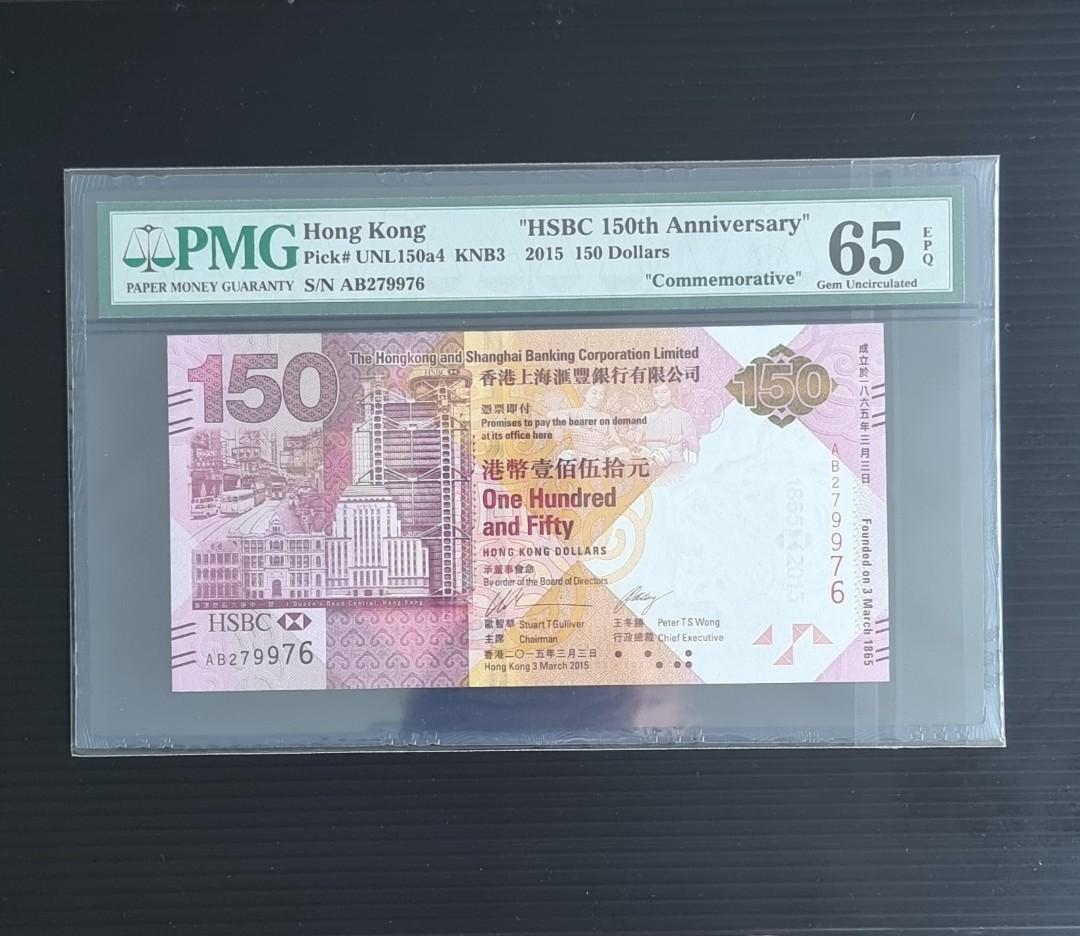 PMG
PAPER MONEY GUARANTY
Hong Kong
"HSBC 150th Anniversary"
Pick# UNL150a4 KNB3 2015 150 Dollars
S/N AB279976
"Commemorative"
65
EPQ
Gem Uncirculated
150
The Hongkong and Shanghai Banking Corporation Limited
香港上海滙豐銀行有限公司
HSBC
憑票即付
Promises to pay the bearer on demand
at its office here
港幣壹佰伍拾元
One Hundred
and Fifty
HONG KONG DOLLARS
承董事會命
By order of the Board of Directors
歐智華 Stuart T Gulliver
主席 Chairman
王冬勝 Peter T S Wong
行政總裁 Chief Executive
香港二〇一五年三月三日
Hong Kong 3 March 2015
1 Queen's Road Central, Hong Kong
HSBC
AB279976
150
1865 2015
AB279976
成立於一八六五年三月三日
Founded on 3 March 1865